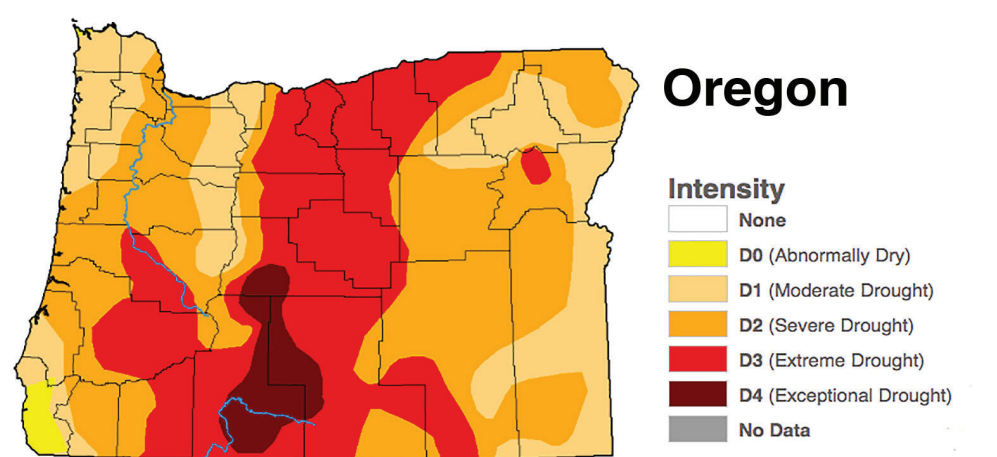 Oregon
Intensity
None
D0 (Abnormally Dry)
D1 (Moderate Drought)
D2 (Severe Drought)
D3 (Extreme Drought)
D4 (Exceptional Drought)
No Data